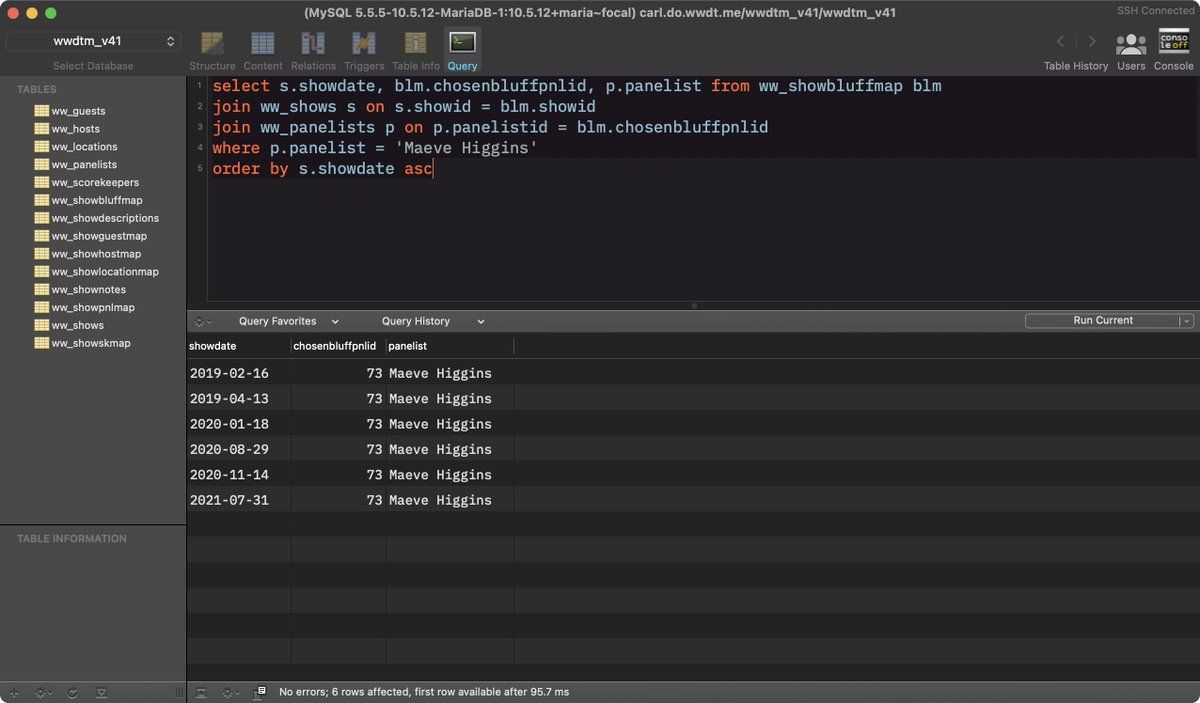 (MySQL 5.5.5-10.5.12-MariaDB-1:10.5.12+maria~focal) carl.do.wwdt.me/wwdtm_v41/wwdtm_v41
SSH Connected
wwdtm_v41
Select Database
Structure Content Relations Triggers Table Info Query
Table History Users Console
conso
le off
TABLES
ww_guests
ww_hosts
ww_locations
ww_panelists
ww_scorekeepers
ww_showbluffmap
ww_showdescriptions
ww_showguestmap
ww_showhostmap
ww_showlocationmap
ww_shownotes
ww_showpnlmap
ww_shows
ww_showskmap
1 select s.showdate, blm.chosenbluffpnlid, p.panelist from ww_showbluffmap blm
2 join ww_shows s on s.showid = blm.showid
3 join ww_panelists p on p.panelistid = blm.chosenbluffpnlid
4 where p.panelist = 'Maeve Higgins'
5 order by s.showdate asc
Query Favorites Query History Run Current
showdate chosenbluffpnlid panelist
2019-02-16 73 Maeve Higgins
2019-04-13 73 Maeve Higgins
2020-01-18 73 Maeve Higgins
2020-08-29 73 Maeve Higgins
2020-11-14 73 Maeve Higgins
2021-07-31 73 Maeve Higgins
TABLE INFORMATION
No errors; 6 rows affected, first row available after 95.7 ms